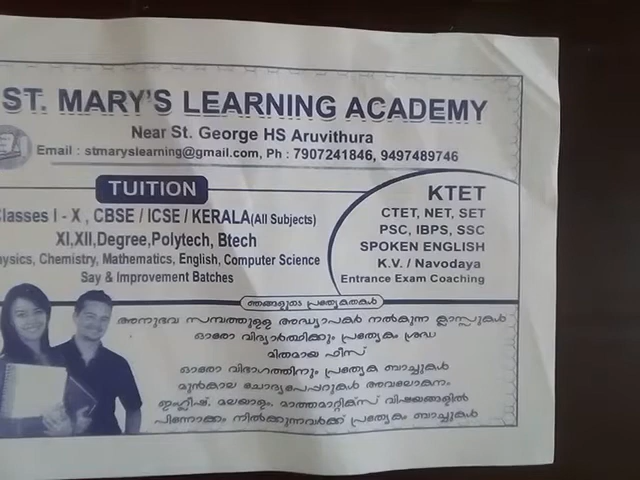 ST. MARY'S LEARNING ACADEMY
Near St. George HS Aruvithura
Email : stmaryslearning@gmail.com, Ph : 7907241846, 9497489746
TUITION
Classes I - X , CBSE / ICSE / KERALA(All Subjects)
XI,XII,Degree,Polytech, Btech
Physics, Chemistry, Mathematics, English, Computer Science
Say & Improvement Batches
KTET
CTET, NET, SET
PSC, IBPS, SSC
SPOKEN ENGLISH
K.V. / Navodaya
Entrance Exam Coaching
ഞങ്ങളുടെ പ്രത്യേകതകൾ
അനുഭവ സമ്പത്തുള്ള അദ്ധ്യാപകർ നൽകുന്ന ക്ലാസ്സുകൾ
ഓരോ വിദ്യാർത്ഥിക്കും പ്രത്യേകം ശ്രദ്ധ
മിതമായ ഫീസ്
ഓരോ വിഭാഗത്തിനും പ്രത്യേക ബാച്ചുകൾ
മുൻകാല ചോദ്യപേപ്പറുകൾ അവലോകനം
ഇംഗ്ലീഷ്, മലയാളം, മാത്തമാറ്റിക്സ് വിഷയങ്ങളിൽ
പിന്നോക്കം നിൽക്കുന്നവർക്ക് പ്രത്യേകം ബാച്ചുകൾ